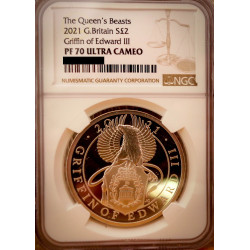 The Queen's Beasts
2021 G.Britain S£2
Griffin of Edward III
PF 70 ULTRA CAMEO
NGC
NUMISMATIC GUARANTY CORPORATION
2021
GRIFFIN OF EDWARD III